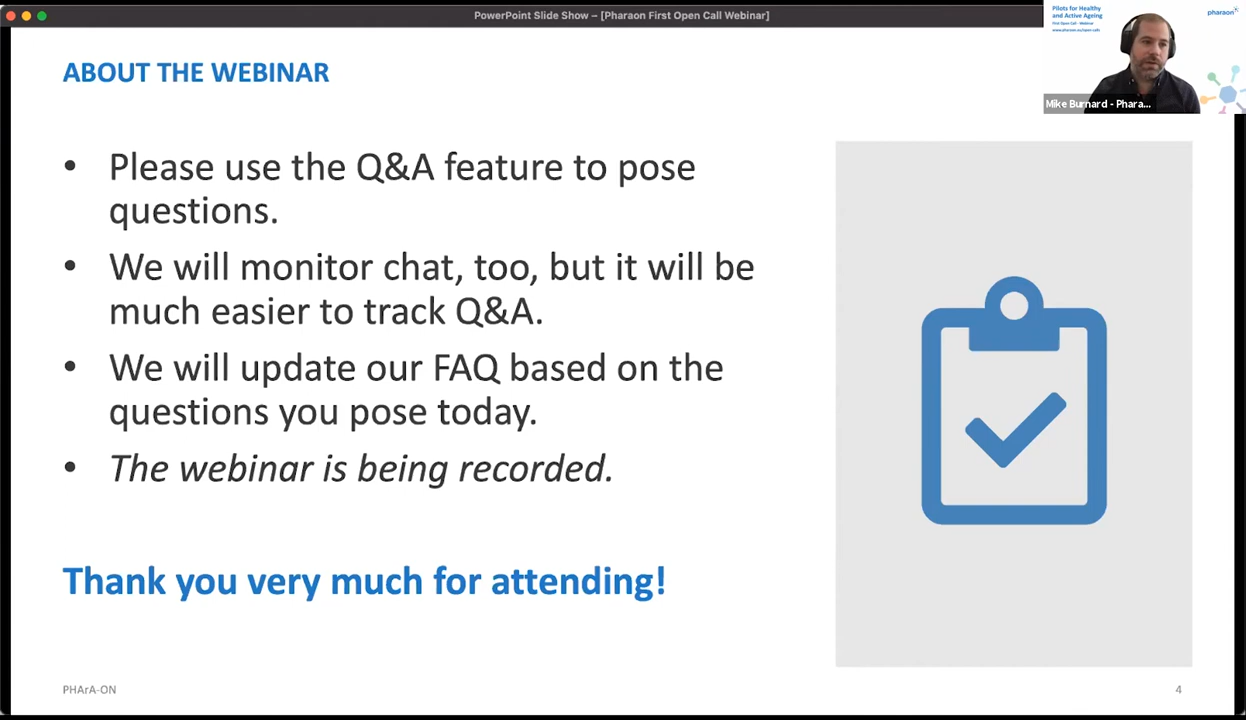 PowerPoint Slide Show – [Pharaon First Open Call Webinar]
Pilots for Healthy
and Active Ageing
First Open Call - Webinar
www.pharaon.eu/open-calls
pharaon
Mike Burnard - Phara...
ABOUT THE WEBINAR
• Please use the Q&A feature to pose
questions.
• We will monitor chat, too, but it will be
much easier to track Q&A.
• We will update our FAQ based on the
questions you pose today.
• The webinar is being recorded.
Thank you very much for attending!
PHArA-ON
4